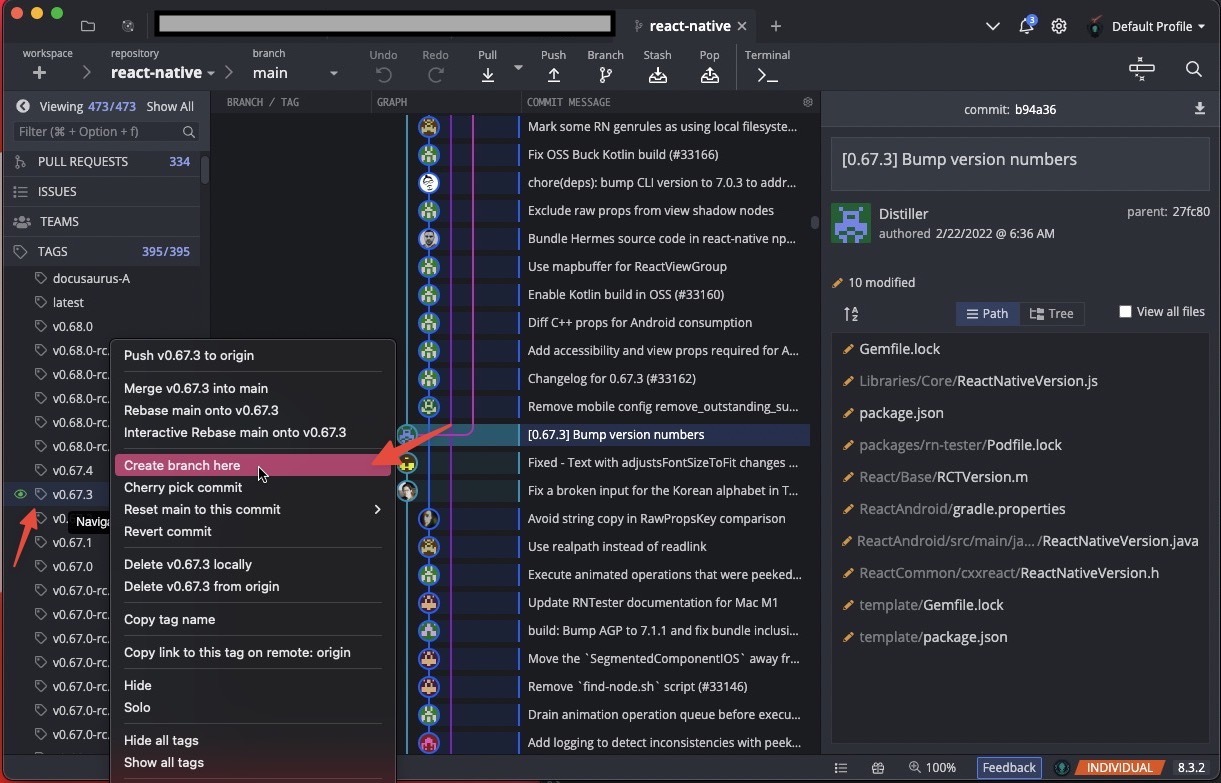 react-native
3
Default Profile
workspace
repository
react-native
branch
main
Undo
Redo
Pull
Push
Branch
Stash
Pop
Terminal
Viewing 473/473 Show All
Filter (⌘ + Option + f)
PULL REQUESTS 334
ISSUES
TEAMS
TAGS 395/395
docusaurus-A
latest
v0.68.0
v0.68.0-rc.
v0.68.0-rc.
v0.68.0-rc.
v0.68.0-rc.
v0.68.0-rc.
v0.67.4
v0.67.3
v0.
Naviga
v0.67.1
v0.67.0
v0.67.0-rc.
v0.67.0-rc.
v0.67.0-rc.
v0.67.0-rc.
v0.67.0-rc.
v0.67.0-rc.
v0.67.0-rc.
Push v0.67.3 to origin
Merge v0.67.3 into main
Rebase main onto v0.67.3
Interactive Rebase main onto v0.67.3
Create branch here
Cherry pick commit
Reset main to this commit
Revert commit
Delete v0.67.3 locally
Delete v0.67.3 from origin
Copy tag name
Copy link to this tag on remote: origin
Hide
Solo
Hide all tags
Show all tags
BRANCH / TAG
GRAPH
COMMIT MESSAGE
Mark some RN genrules as using local filesyste...
Fix OSS Buck Kotlin build (#33166)
chore(deps): bump CLI version to 7.0.3 to addr...
Exclude raw props from view shadow nodes
Bundle Hermes source code in react-native np...
Use mapbuffer for ReactViewGroup
Enable Kotlin build in OSS (#33160)
Diff C++ props for Android consumption
Add accessibility and view props required for A...
Changelog for 0.67.3 (#33162)
Remove mobile config remove_outstanding_su...
[0.67.3] Bump version numbers
Fixed - Text with adjustsFontSizeToFit changes ...
Fix a broken input for the Korean alphabet in T...
Avoid string copy in RawPropsKey comparison
Use realpath instead of readlink
Execute animated operations that were peeked...
Update RNTester documentation for Mac M1
build: Bump AGP to 7.1.1 and fix bundle inclusi...
Move the `SegmentedComponentIOS` away fr...
Remove `find-node.sh` script (#33146)
Drain animation operation queue before execu...
Add logging to detect inconsistencies with peek...
commit: b94a36
[0.67.3] Bump version numbers
Distiller
parent: 27fc80
authored 2/22/2022 @ 6:36 AM
10 modified
Path
Tree
View all files
Gemfile.lock
Libraries/Core/ReactNativeVersion.js
package.json
packages/rn-tester/Podfile.lock
React/Base/RCTVersion.m
ReactAndroid/gradle.properties
ReactAndroid/src/main/ja... /ReactNativeVersion.java
ReactCommon/cxxreact/ReactNativeVersion.h
template/Gemfile.lock
template/package.json
100%
Feedback
INDIVIDUAL
8.3.2